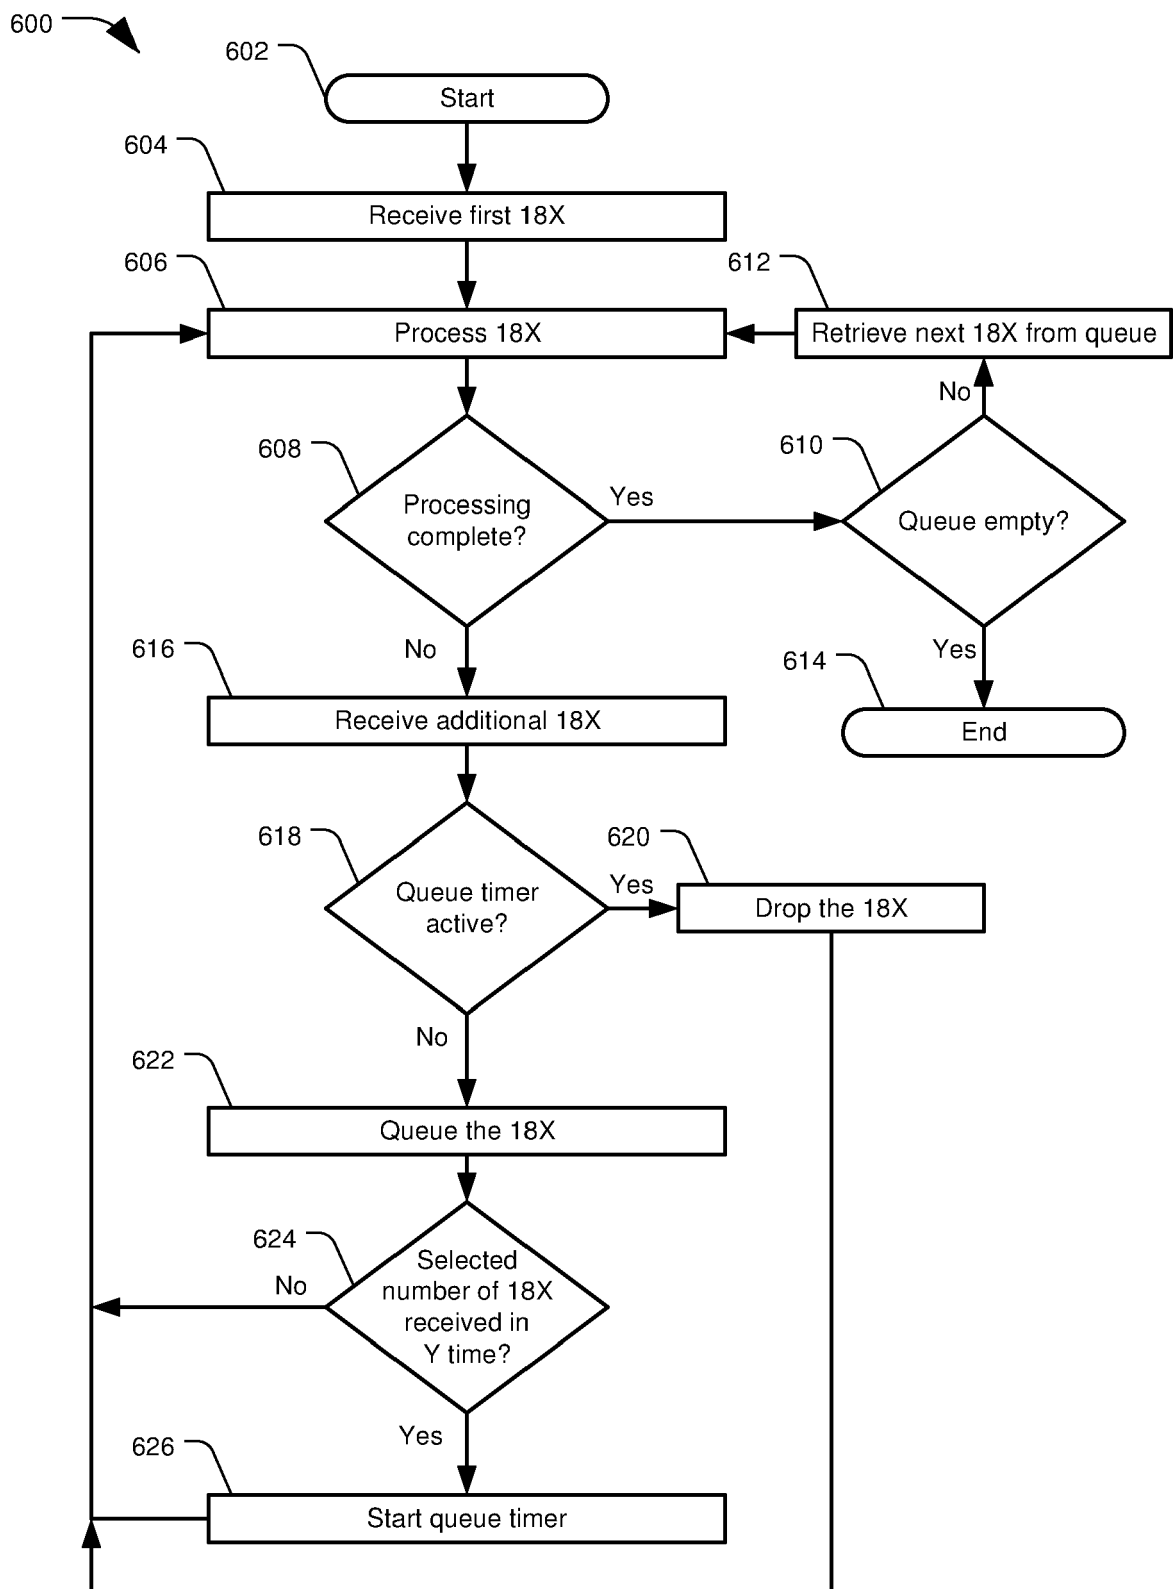 600
602
Start
604
Receive first 18X
606
612
Process 18X
Retrieve next 18X from queue
No
608
610
Processing
complete?
Yes
Queue empty?
No
Yes
616
614
Receive additional 18X
End
618
620
Queue timer
active?
Yes
Drop the 18X
No
622
Queue the 18X
624
Selected
number of 18X
received in
Y time?
No
Yes
626
Start queue timer